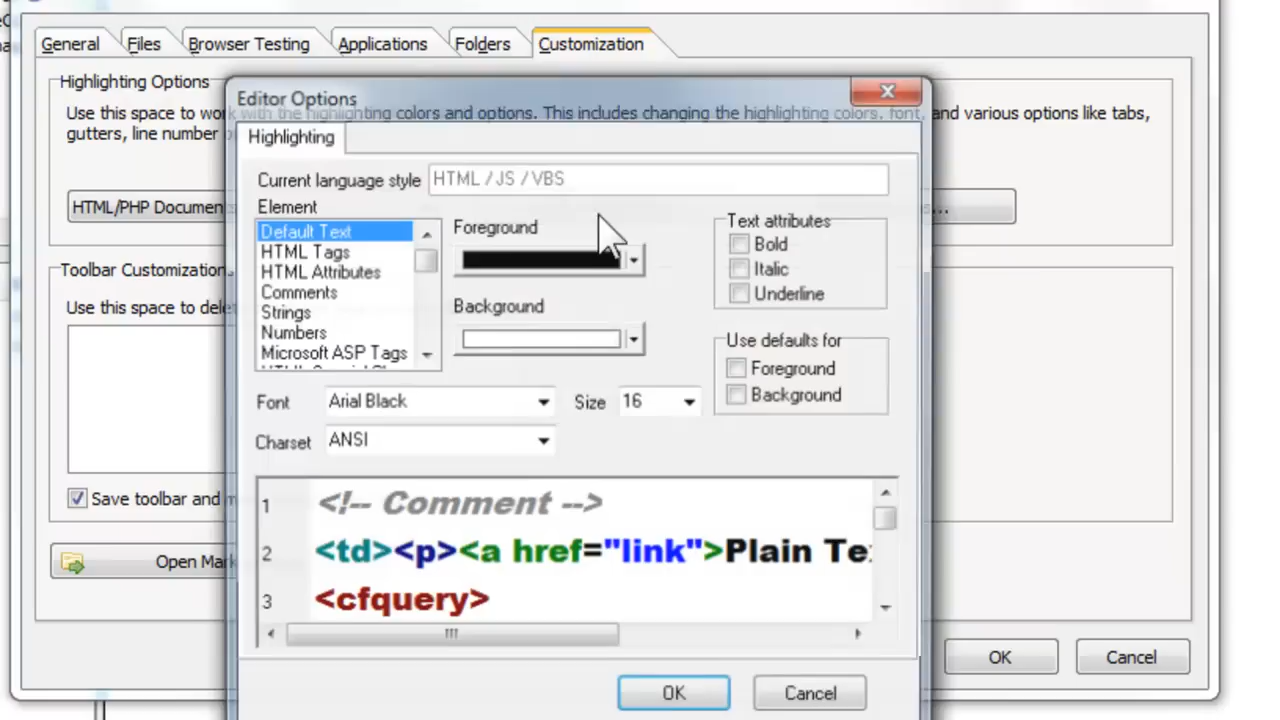 General Files Browser Testing Applications Folders Customization
Highlighting Options
Editor Options
Use this space to work with the highlighting colors and options. This includes changing the highlighting colors, font, and various options like tabs,
gutters, line number
Highlighting
Current language style HTML / JS / VBS
HTML/PHP Documen
...
Element
Default Text
HTML Tags
HTML Attributes
Comments
Strings
Numbers
Microsoft ASP Tags
Foreground
Background
Text attributes
Bold
Italic
Underline
Use defaults for
Foreground
Background
Toolbar Customization
Use this space to dele
Font Arial Black Size 16
Charset ANSI
Save toolbar and m
Open Mark
1 <!-- Comment -->
2 <td><p><a href="link">Plain Te
3 <cfquery>
OK Cancel
OK Cancel